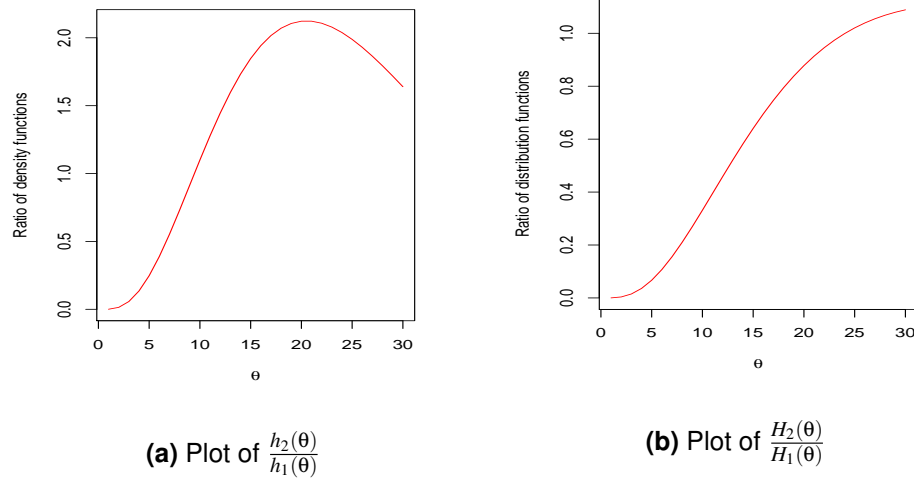 Ratio of density functions
2.0
1.5
1.0
0.5
0.0
0 5 10 15 20 25 30
θ
(a) Plot of h₂(θ)/h₁(θ)
Ratio of distribution functions
1.0
0.8
0.6
0.4
0.2
0.0
0 5 10 15 20 25 30
θ
(b) Plot of H₂(θ)/H₁(θ)